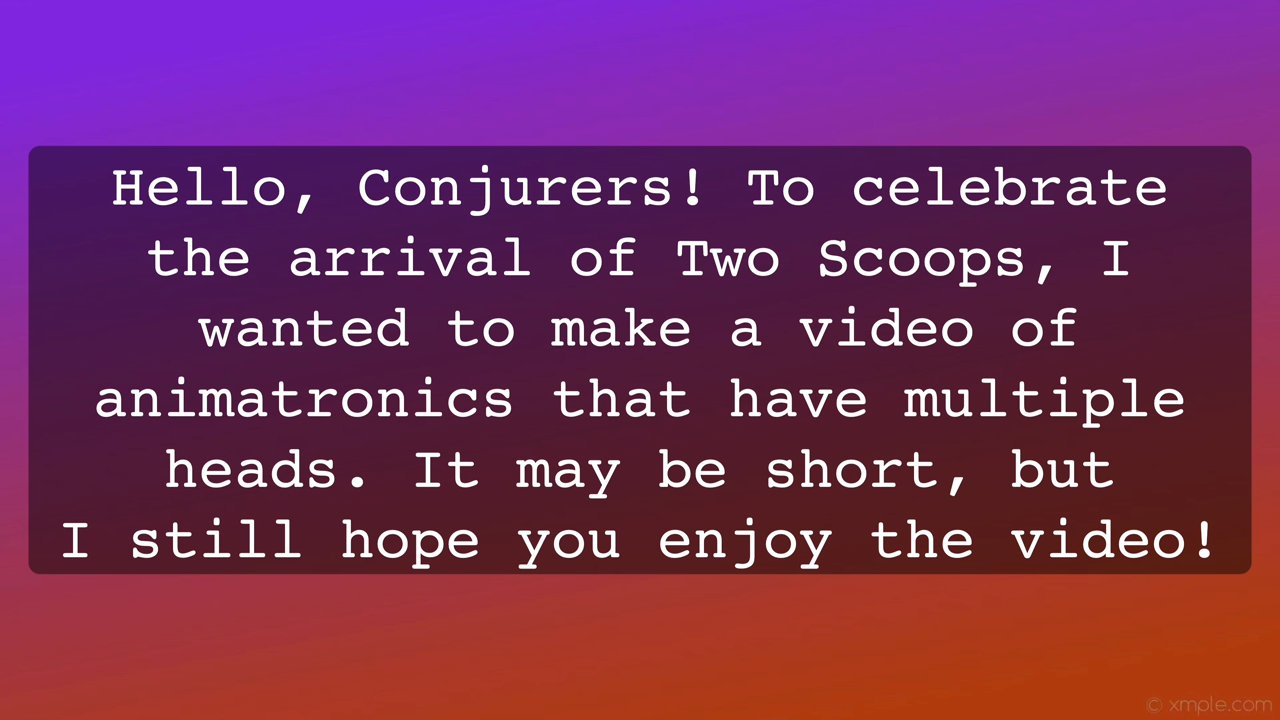 Hello, Conjurers! To celebrate
the arrival of Two Scoops, I
wanted to make a video of
animatronics that have multiple
heads. It may be short, but
I still hope you enjoy the video!
© xmple.com